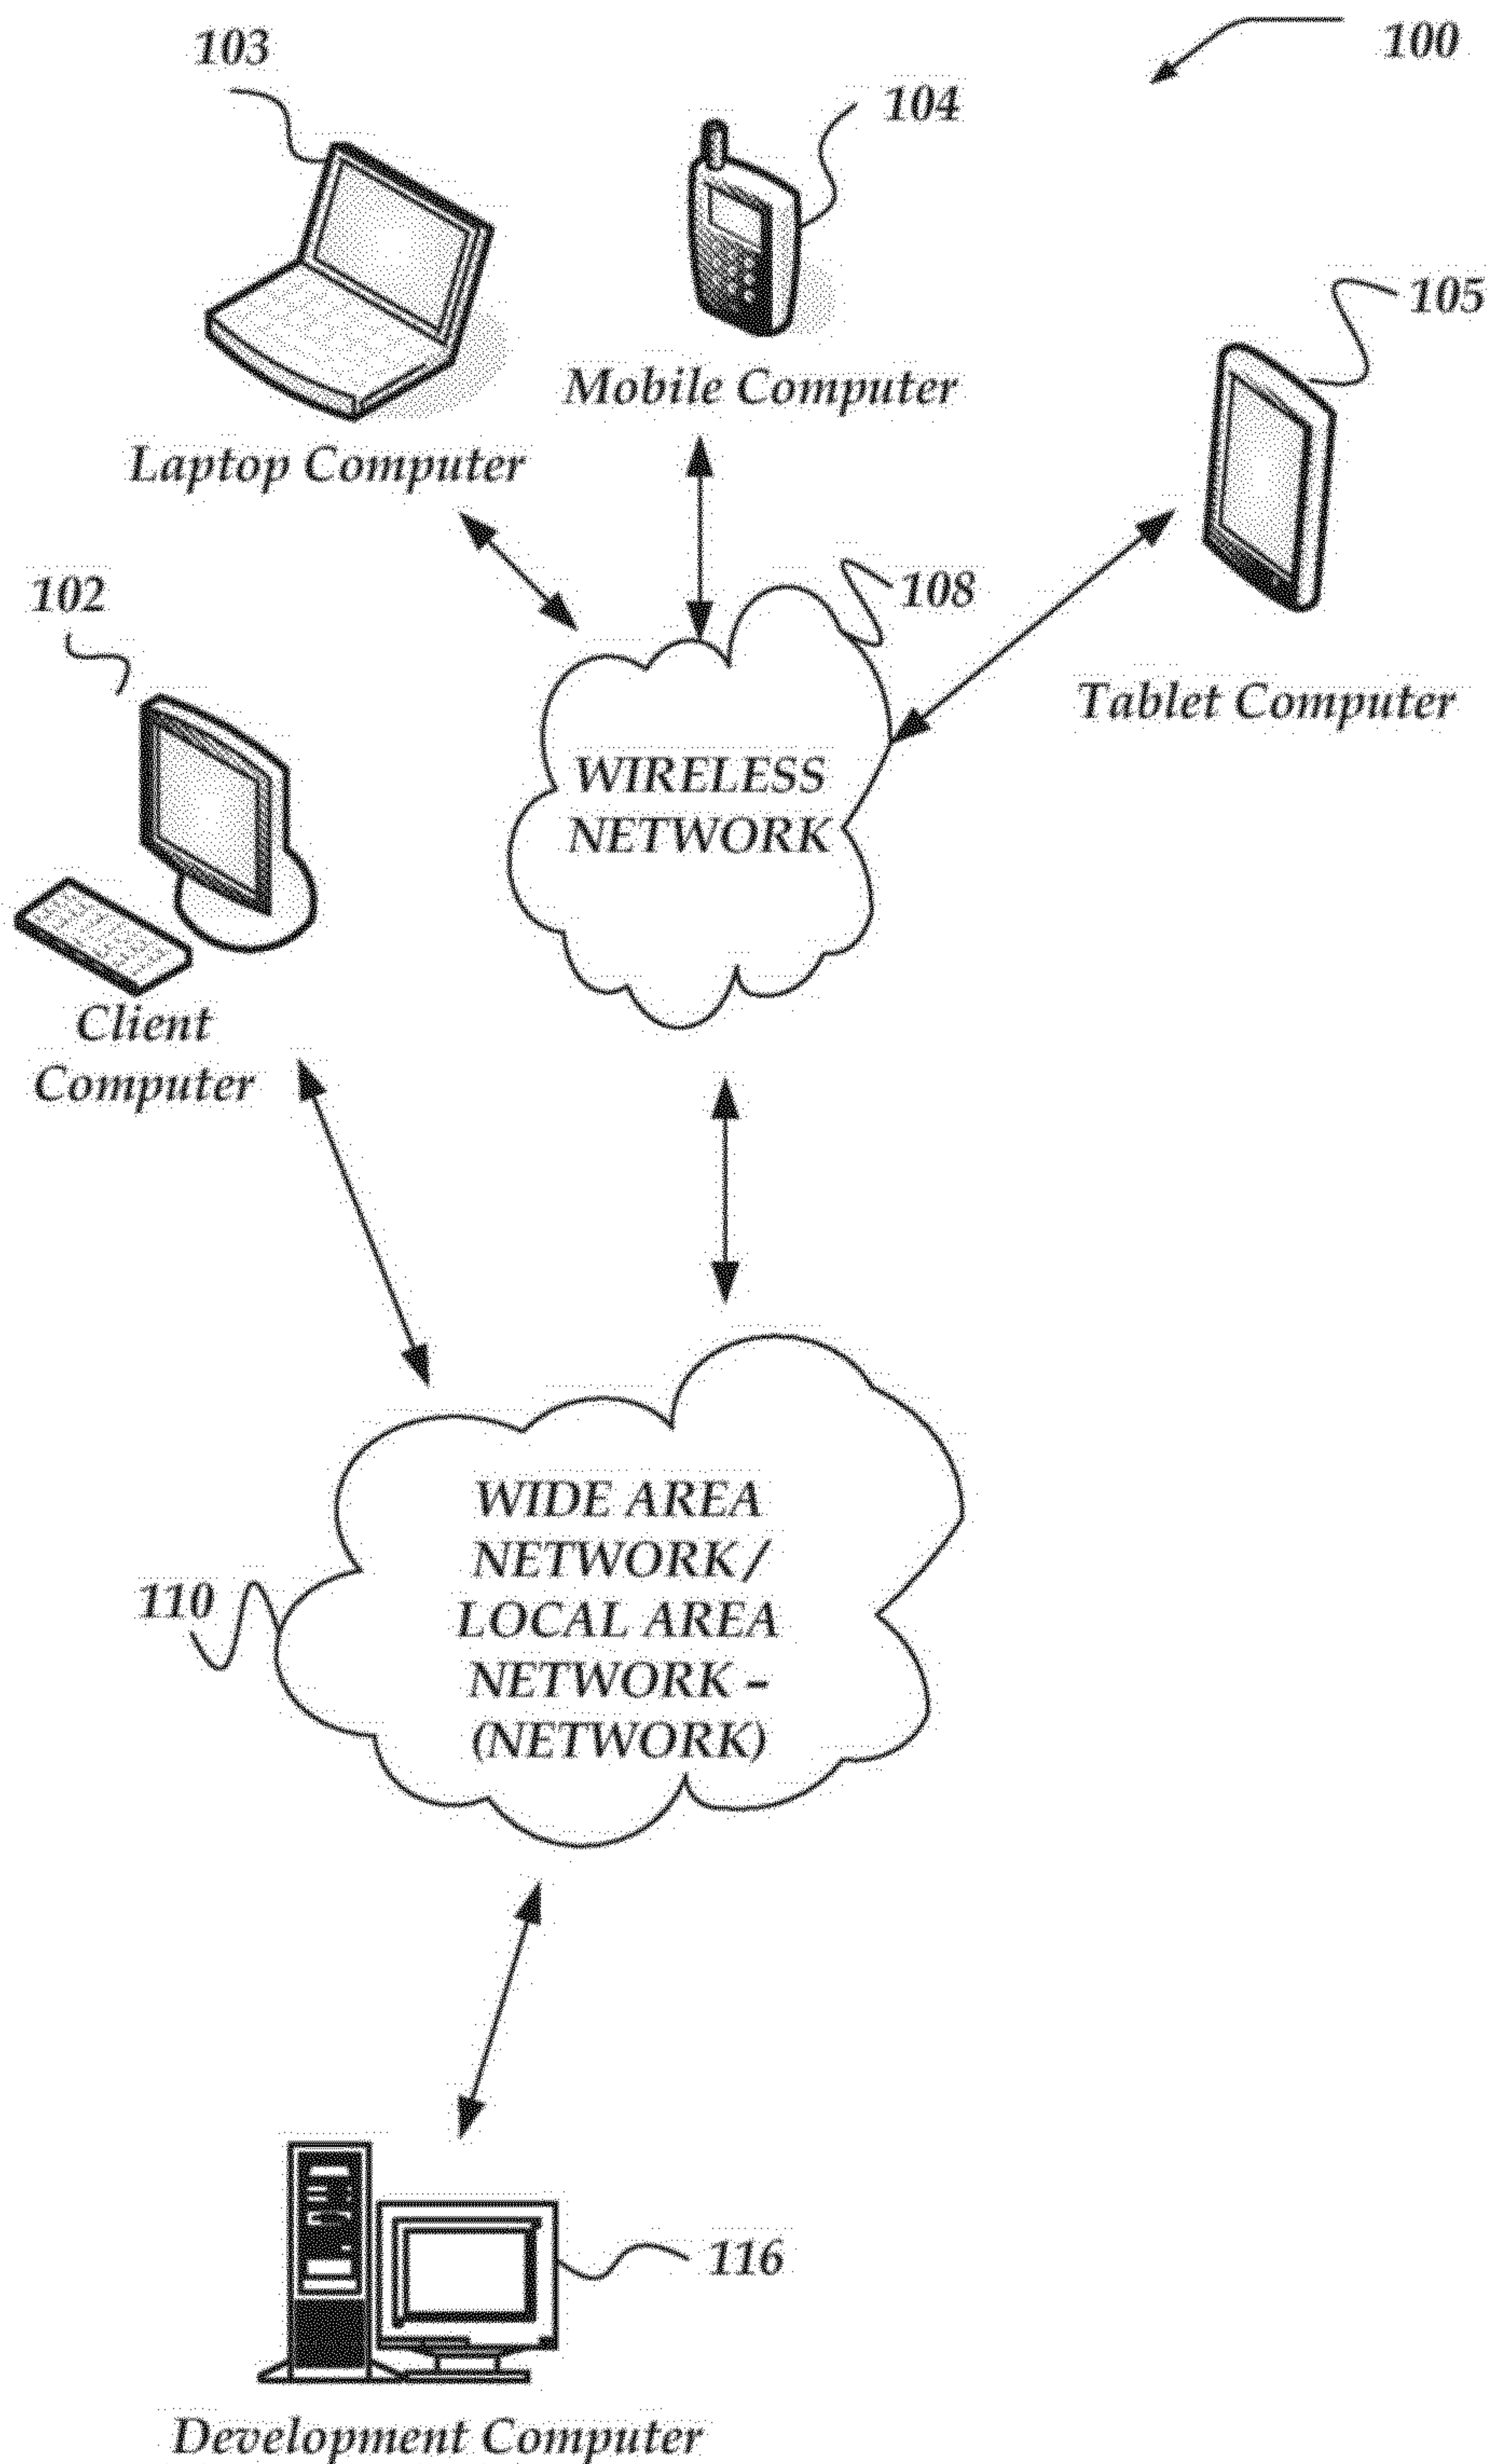 103
100
104
105
Mobile Computer
Laptop Computer
108
102
Tablet Computer
WIRELESS
NETWORK
Client
Computer
WIDE AREA
NETWORK /
LOCAL AREA
NETWORK –
(NETWORK)
110
116
Development Computer